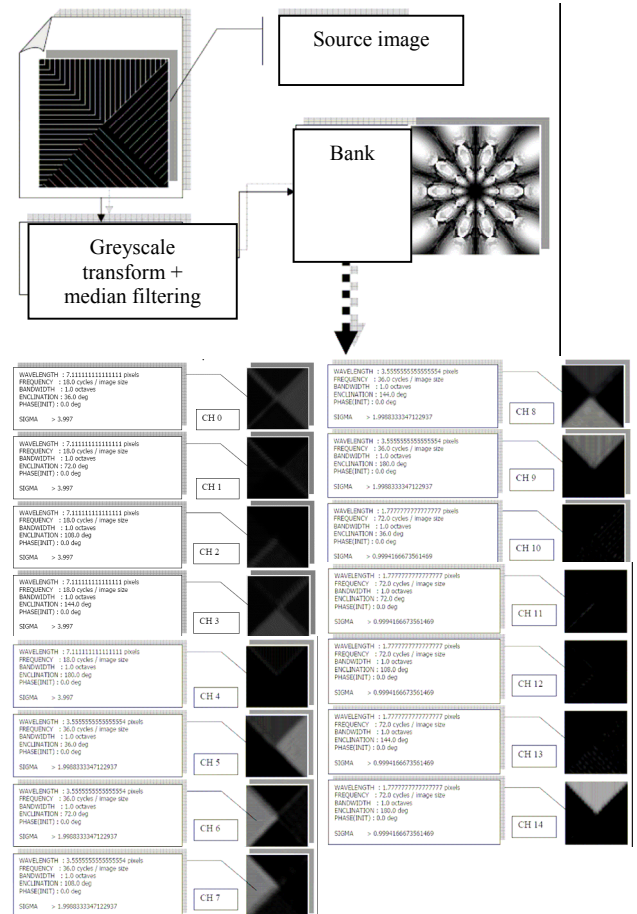 Source image
Bank
Greyscale
transform +
median filtering
WAVELENGTH : 7.111111111111111 pixels
FREQUENCY : 18.0 cycles / image size
BANDWIDTH : 1.0 octaves
ENCLINATION : 36.0 deg
PHASE(INIT) : 0.0 deg
SIGMA > 3.997
CH 0
WAVELENGTH : 7.111111111111111 pixels
FREQUENCY : 18.0 cycles / image size
BANDWIDTH : 1.0 octaves
ENCLINATION : 72.0 deg
PHASE(INIT) : 0.0 deg
SIGMA > 3.997
CH 1
WAVELENGTH : 7.111111111111111 pixels
FREQUENCY : 18.0 cycles / image size
BANDWIDTH : 1.0 octaves
ENCLINATION : 108.0 deg
PHASE(INIT) : 0.0 deg
SIGMA > 3.997
CH 2
WAVELENGTH : 7.111111111111111 pixels
FREQUENCY : 18.0 cycles / image size
BANDWIDTH : 1.0 octaves
ENCLINATION : 144.0 deg
PHASE(INIT) : 0.0 deg
SIGMA > 3.997
CH 3
WAVELENGTH : 7.111111111111111 pixels
FREQUENCY : 18.0 cycles / image size
BANDWIDTH : 1.0 octaves
ENCLINATION : 180.0 deg
PHASE(INIT) : 0.0 deg
SIGMA > 3.997
CH 4
WAVELENGTH : 3.5555555555555554 pixels
FREQUENCY : 36.0 cycles / image size
BANDWIDTH : 1.0 octaves
ENCLINATION : 36.0 deg
PHASE(INIT) : 0.0 deg
SIGMA > 1.9988333347122937
CH 5
WAVELENGTH : 3.5555555555555554 pixels
FREQUENCY : 36.0 cycles / image size
BANDWIDTH : 1.0 octaves
ENCLINATION : 72.0 deg
PHASE(INIT) : 0.0 deg
SIGMA > 1.9988333347122937
CH 6
WAVELENGTH : 3.5555555555555554 pixels
FREQUENCY : 36.0 cycles / image size
BANDWIDTH : 1.0 octaves
ENCLINATION : 108.0 deg
PHASE(INIT) : 0.0 deg
SIGMA > 1.9988333347122937
CH 7
WAVELENGTH : 3.5555555555555554 pixels
FREQUENCY : 36.0 cycles / image size
BANDWIDTH : 1.0 octaves
ENCLINATION : 144.0 deg
PHASE(INIT) : 0.0 deg
SIGMA > 1.9988333347122937
CH 8
WAVELENGTH : 3.5555555555555554 pixels
FREQUENCY : 36.0 cycles / image size
BANDWIDTH : 1.0 octaves
ENCLINATION : 180.0 deg
PHASE(INIT) : 0.0 deg
SIGMA > 1.9988333347122937
CH 9
WAVELENGTH : 1.7777777777777777 pixels
FREQUENCY : 72.0 cycles / image size
BANDWIDTH : 1.0 octaves
ENCLINATION : 36.0 deg
PHASE(INIT) : 0.0 deg
SIGMA > 0.9994166673561469
CH 10
WAVELENGTH : 1.7777777777777777 pixels
FREQUENCY : 72.0 cycles / image size
BANDWIDTH : 1.0 octaves
ENCLINATION : 72.0 deg
PHASE(INIT) : 0.0 deg
SIGMA > 0.9994166673561469
CH 11
WAVELENGTH : 1.7777777777777777 pixels
FREQUENCY : 72.0 cycles / image size
BANDWIDTH : 1.0 octaves
ENCLINATION : 108.0 deg
PHASE(INIT) : 0.0 deg
SIGMA > 0.9994166673561469
CH 12
WAVELENGTH : 1.7777777777777777 pixels
FREQUENCY : 72.0 cycles / image size
BANDWIDTH : 1.0 octaves
ENCLINATION : 144.0 deg
PHASE(INIT) : 0.0 deg
SIGMA > 0.9994166673561469
CH 13
WAVELENGTH : 1.7777777777777777 pixels
FREQUENCY : 72.0 cycles / image size
BANDWIDTH : 1.0 octaves
ENCLINATION : 180.0 deg
PHASE(INIT) : 0.0 deg
SIGMA > 0.9994166673561469
CH 14